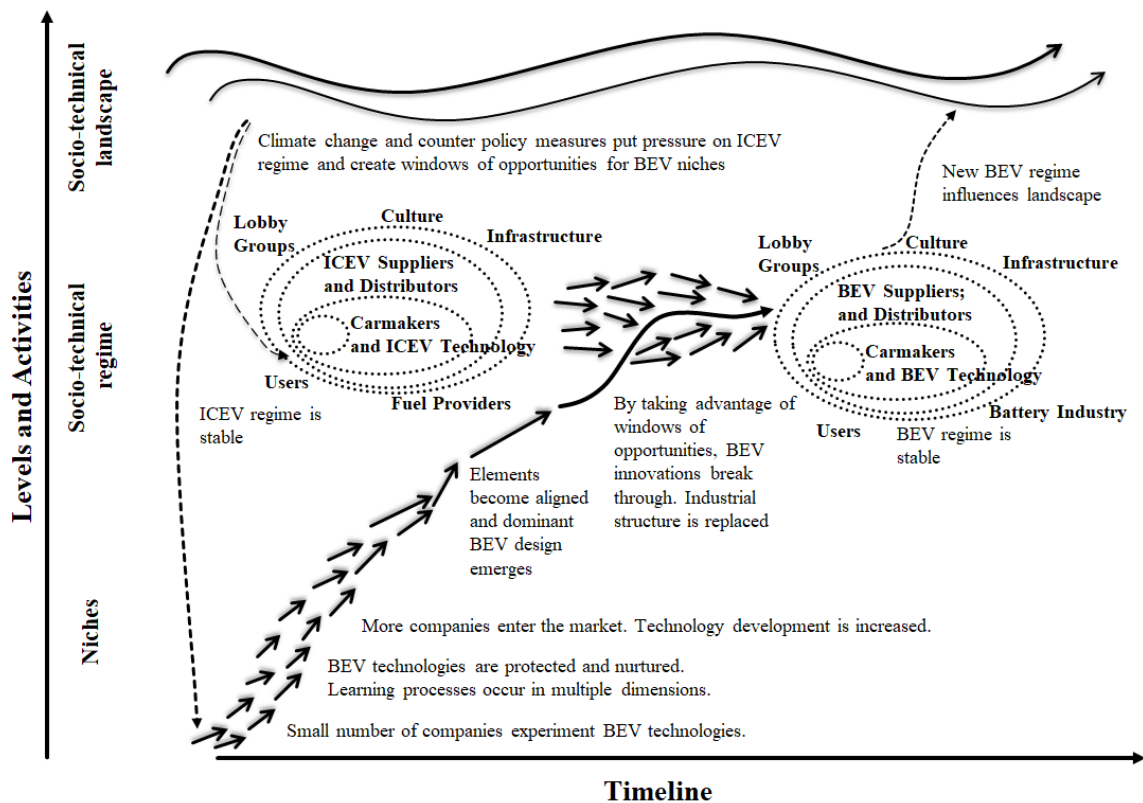 Levels and Activities
Socio-technical
landscape
Socio-technical
regime
Niches
Climate change and counter policy measures put pressure on ICEV
regime and create windows of opportunities for BEV niches
New BEV regime
influences landscape
Lobby
Groups
Culture
Infrastructure
ICEV Suppliers
and Distributors
Carmakers
and ICEV Technology
Users
Fuel Providers
ICEV regime is
stable
Lobby
Groups
Culture
Infrastructure
BEV Suppliers;
and Distributors
Carmakers
and BEV Technology
Users
Battery Industry
BEV regime is
stable
By taking advantage of
windows of
opportunities, BEV
innovations break
through. Industrial
structure is replaced
Elements
become aligned
and dominant
BEV design
emerges
More companies enter the market. Technology development is increased.
BEV technologies are protected and nurtured.
Learning processes occur in multiple dimensions.
Small number of companies experiment BEV technologies.
Timeline